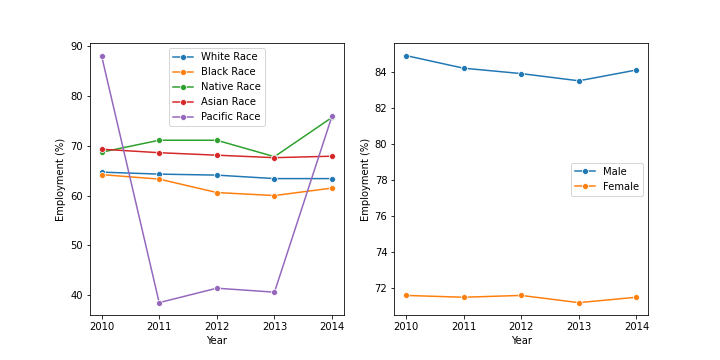 90
80
70
60
50
40
Employment (%)
2010 2011 2012 2013 2014
Year
White Race
Black Race
Native Race
Asian Race
Pacific Race
84
82
80
78
76
74
72
Employment (%)
2010 2011 2012 2013 2014
Year
Male
Female